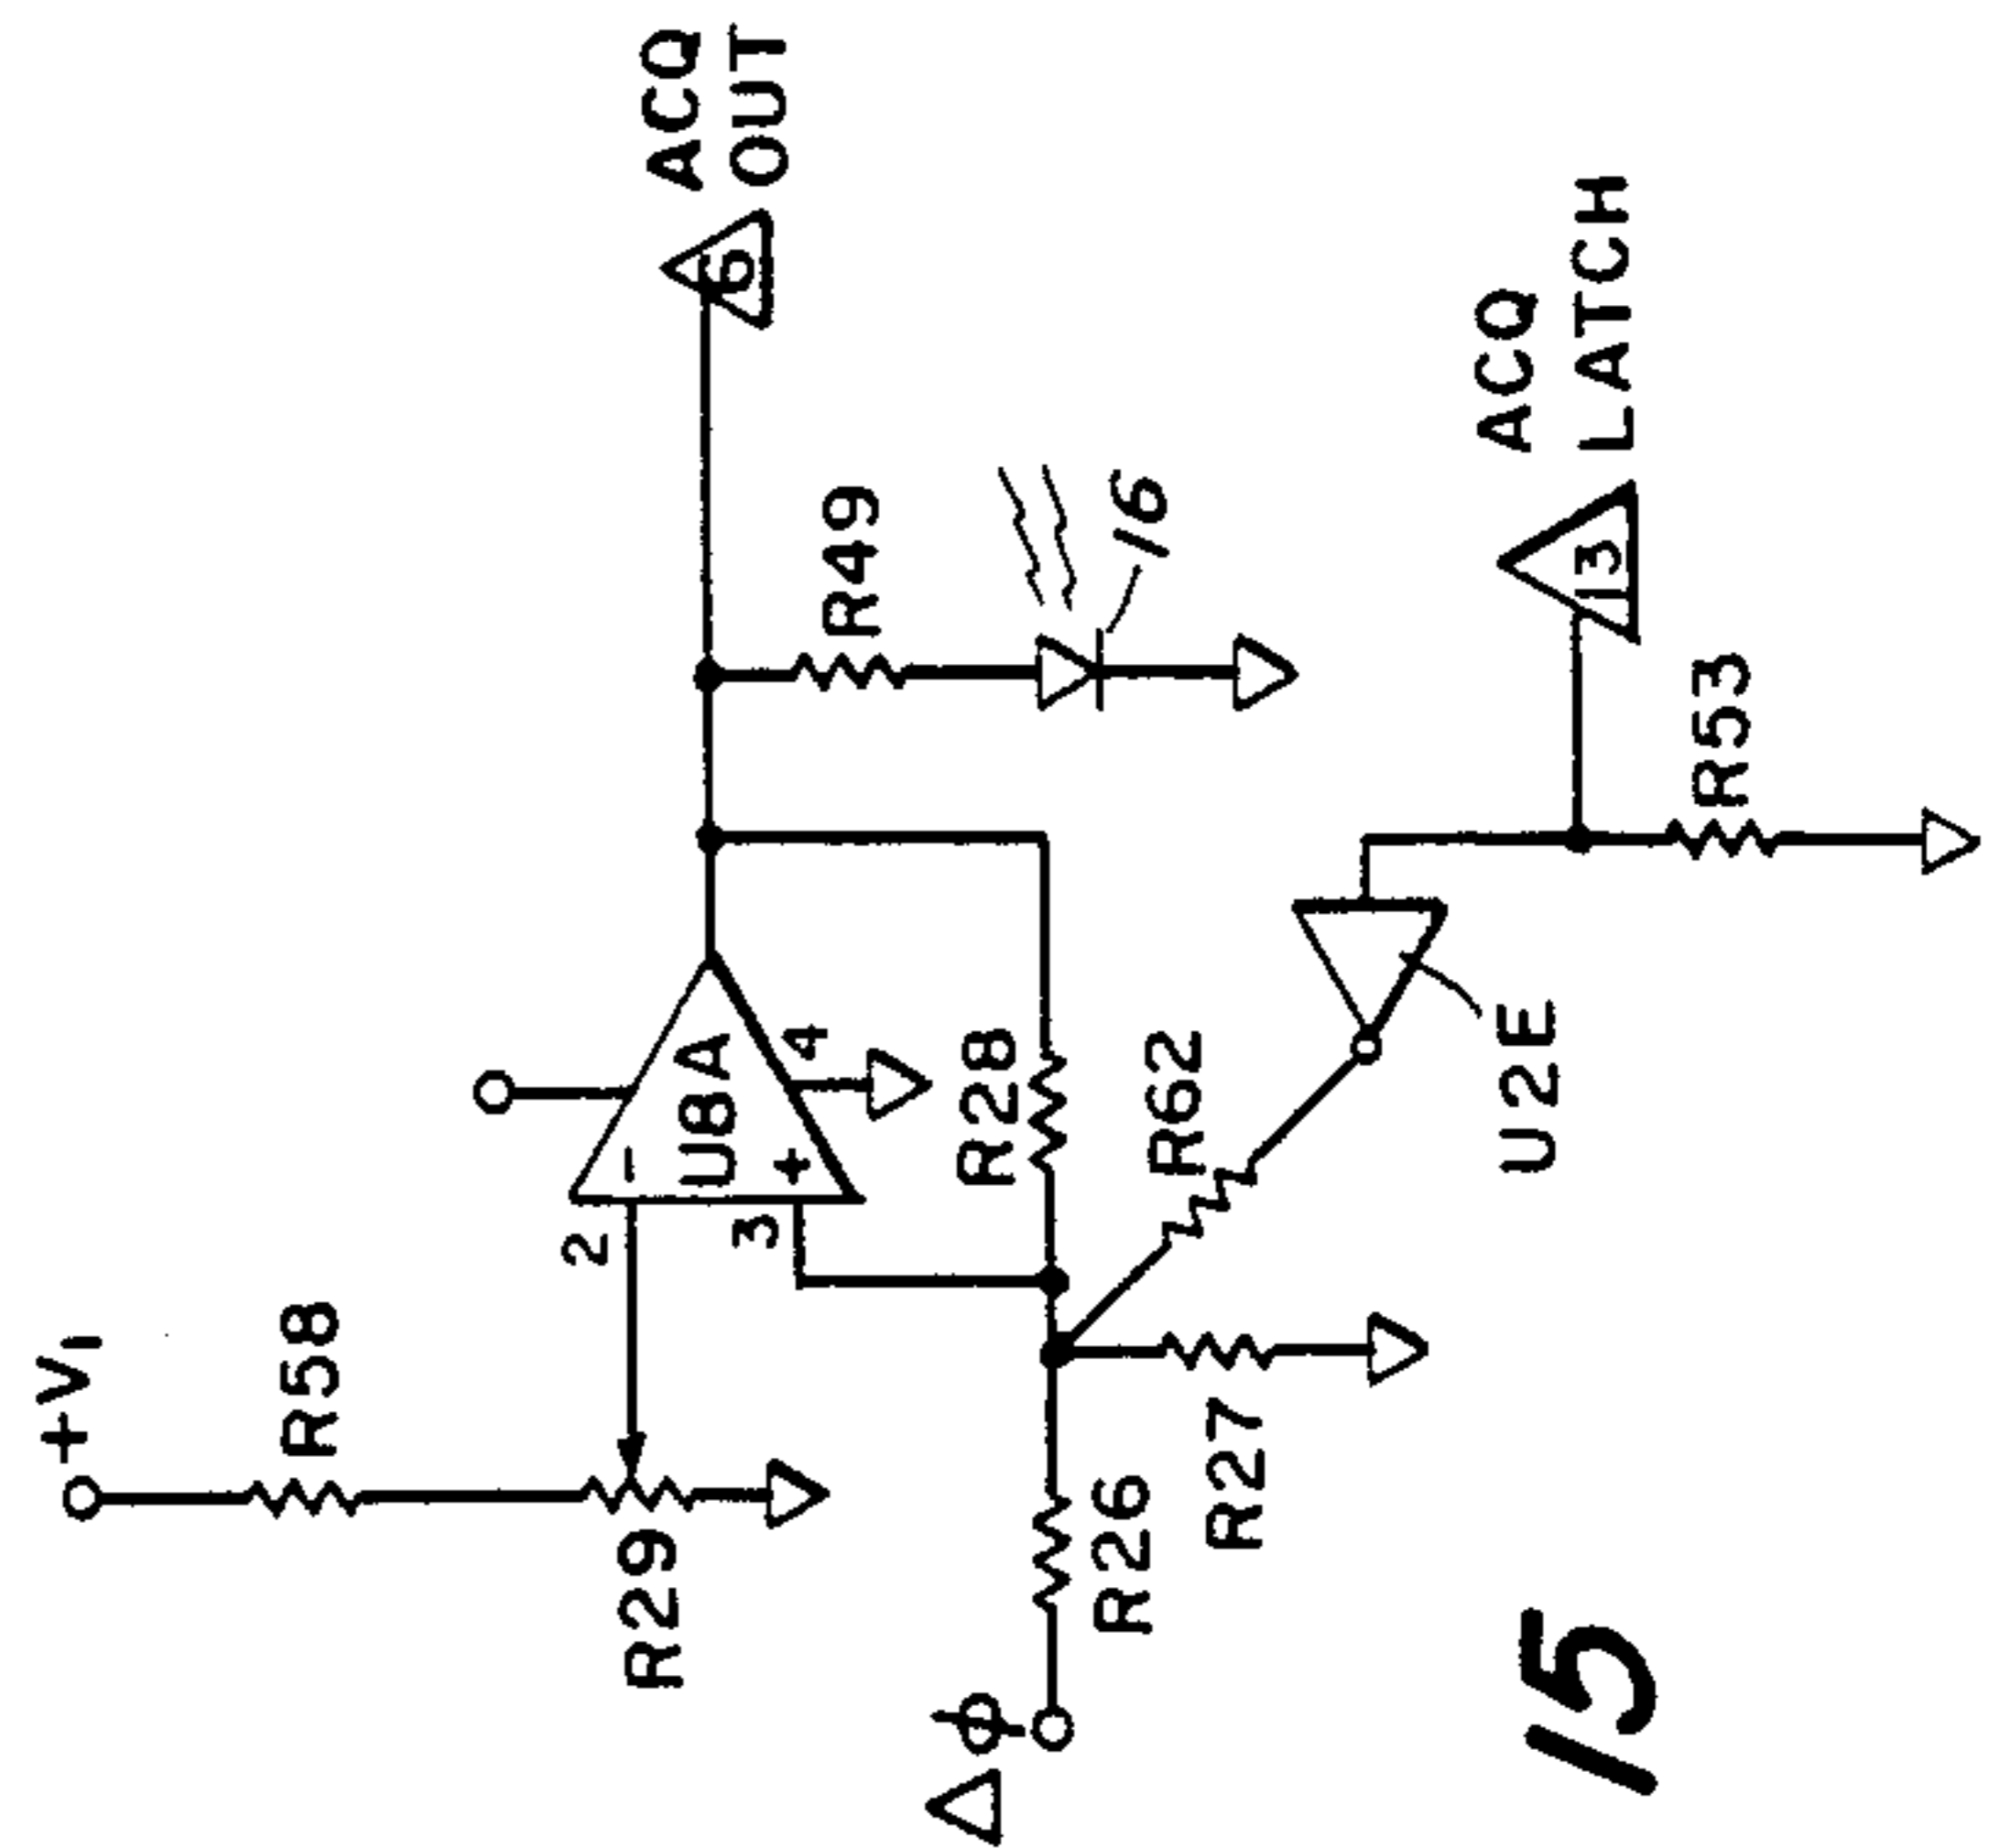 +V1
R58
R29
2
3
-
U8A
+
4
ACQ
OUT
6
R49
16
R28
R62
Δϕ
R26
R27
U2E
ACQ
LATCH
13
R53
15